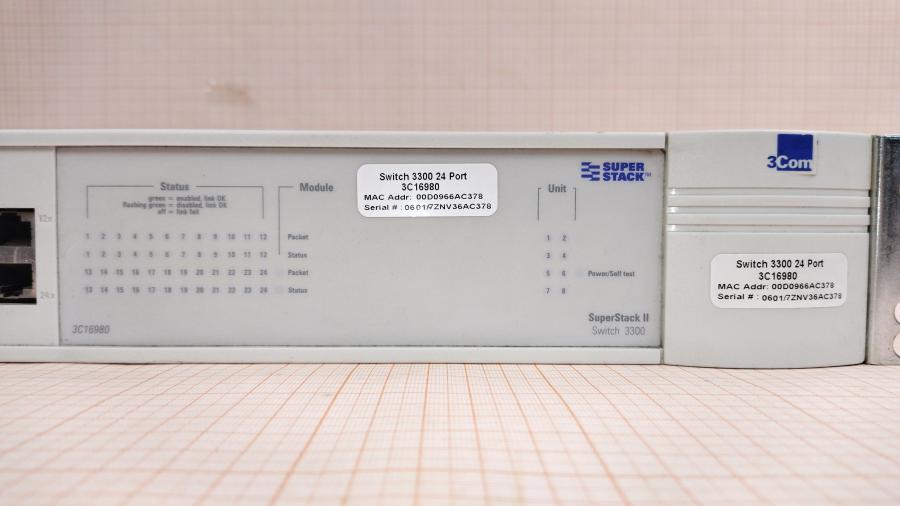 12x
24x
Status
green = enabled, link OK
flashing green = disabled, link OK
off = link fail
Module
1 2 3 4 5 6 7 8 9 10 11 12 Packet
1 2 3 4 5 6 7 8 9 10 11 12 Status
13 14 15 16 17 18 19 20 21 22 23 24 Packet
13 14 15 16 17 18 19 20 21 22 23 24 Status
3C16980
Switch 3300 24 Port
3C16980
MAC Addr: 00D0966AC378
Serial # : 0601/7ZNV36AC378
SUPER
STACK™
Unit
1 2
3 4
5 6 Power/Self test
7 8
SuperStack II
Switch 3300
3Com
Switch 3300 24 Port
3C16980
MAC Addr: 00D0966AC378
Serial # : 0601/7ZNV36AC378